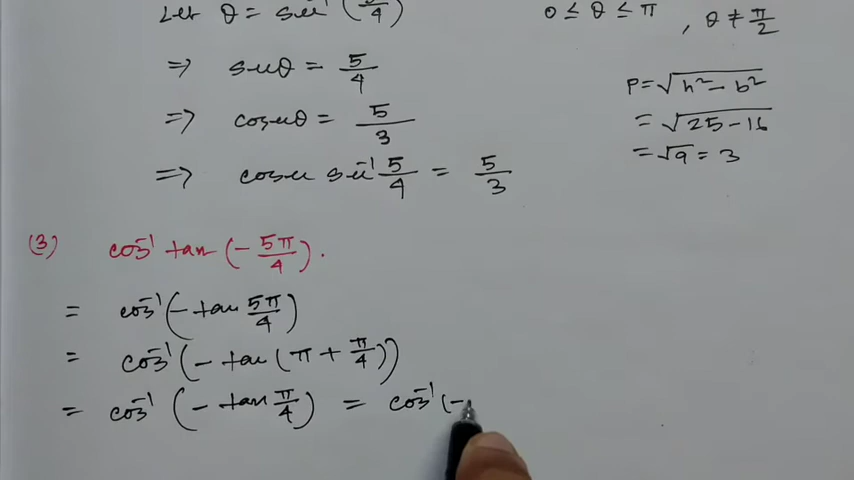 Let θ = sec⁻¹(5/4)  0 ≤ θ ≤ π , θ ≠ π/2
⇒ secθ = 5/4
p = √(h² - b²)
⇒ cosecθ = 5/3
= √(25 - 16)
= √9 = 3
⇒ cosec sec⁻¹ 5/4 = 5/3
(3) cos⁻¹ tan (- 5π/4) .
= cos⁻¹(- tan 5π/4)
= cos⁻¹(- tan (π + π/4))
= cos⁻¹(- tan π/4) = cos⁻¹(-